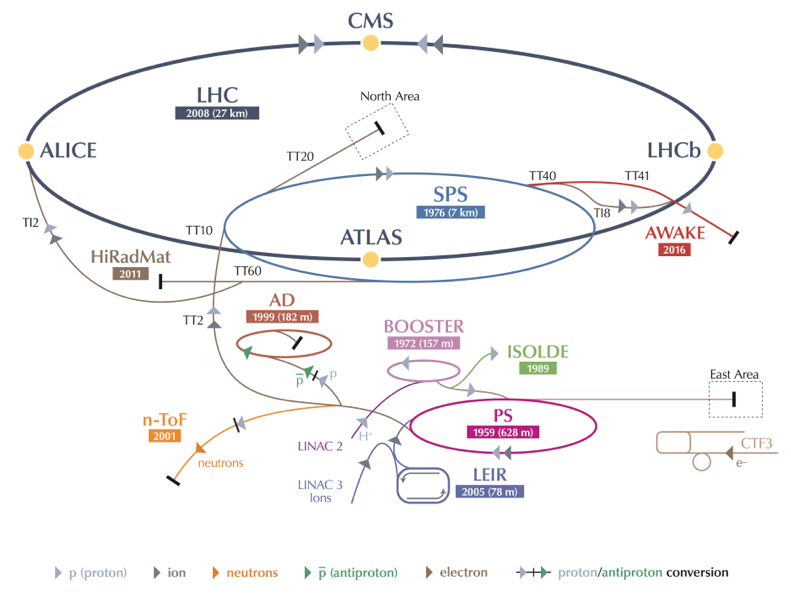 CMS
LHC
2008 (27 km)
North Area
ALICE
LHCb
TT20
TT40
TT41
SPS
1976 (7 km)
TI8
TI2
TT10
ATLAS
AWAKE
2016
HiRadMat
2011
TT60
AD
1999 (182 m)
TT2
BOOSTER
1972 (157 m)
ISOLDE
1989
p
p̅
East Area
n-ToF
2001
PS
1959 (628 m)
H⁺
LINAC 2
neutrons
CTF3
e–
LINAC 3
Ions
LEIR
2005 (78 m)
p (proton) ion neutrons p̅ (antiproton) electron proton/antiproton conversion